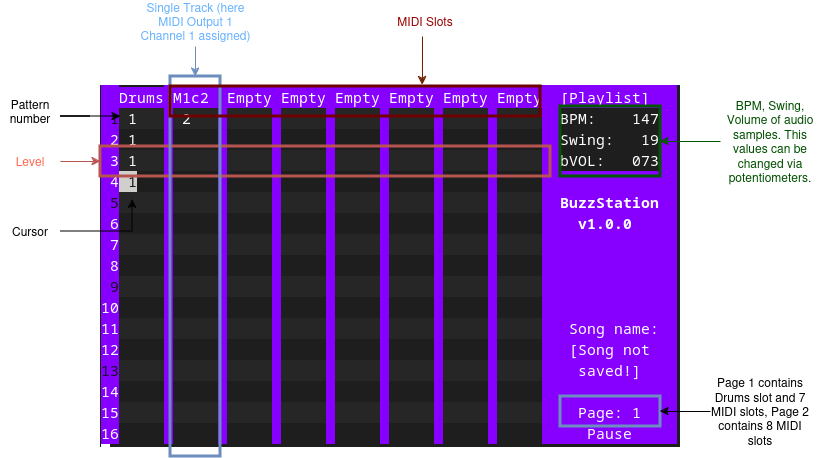 Single Track (here
MIDI Output 1
Channel 1 assigned)
MIDI Slots
Drums M1c2 Empty Empty Empty Empty Empty Empty [Playlist]
Pattern
number
1 1 2
BPM: 147
2 1
Swing: 19
Level
3 1
bVOL: 073
4 1
BPM, Swing,
Volume of audio
samples. This
values can be
changed via
potentiometers.
5
BuzzStation
Cursor
6
v1.0.0
7
8
9
10
11
Song name:
12
[Song not
13
saved!]
14
15
Page: 1
16
Pause
Page 1 contains
Drums slot and 7
MIDI slots, Page 2
contains 8 MIDI
slots